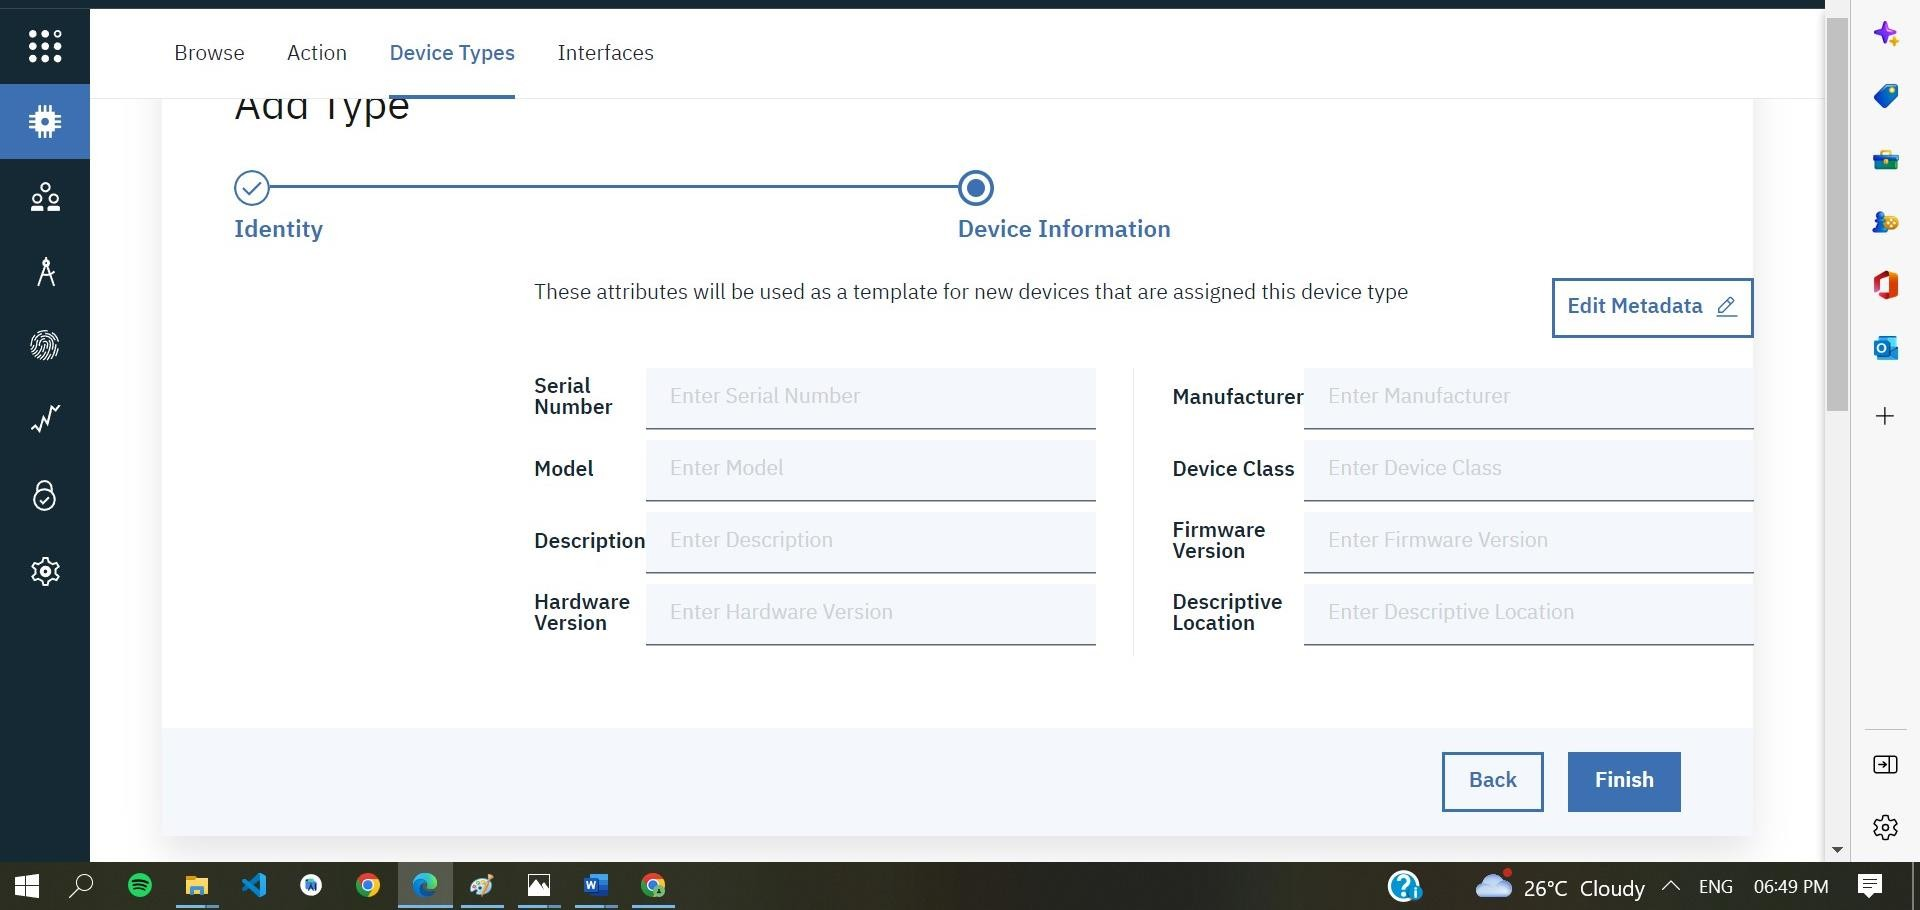 Browse Action Device Types Interfaces
Add Type
Identity Device Information
These attributes will be used as a template for new devices that are assigned this device type
Edit Metadata
Serial Number Enter Serial Number
Manufacturer Enter Manufacturer
Model Enter Model
Device Class Enter Device Class
Description Enter Description
Firmware Version Enter Firmware Version
Hardware Version Enter Hardware Version
Descriptive Location Enter Descriptive Location
Back Finish
26°C Cloudy ENG 06:49 PM